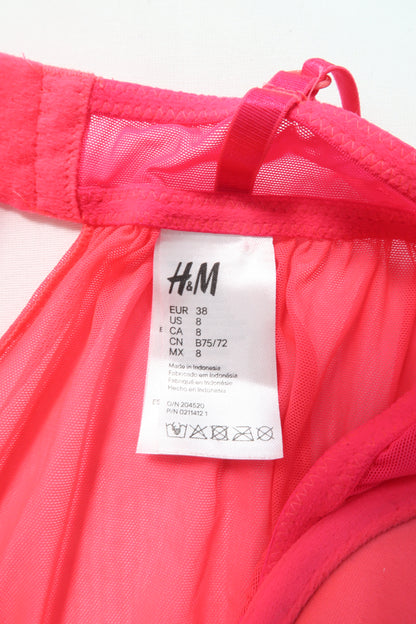 H&M
EUR 38
US 8
E CA 8
CN B75/72
MX 8
Made in Indonesia
Fabricado em Indonésia
Fabriqué en Indonésie
Hecho en Indonesia
O/N 204520
P/N 0211412 1